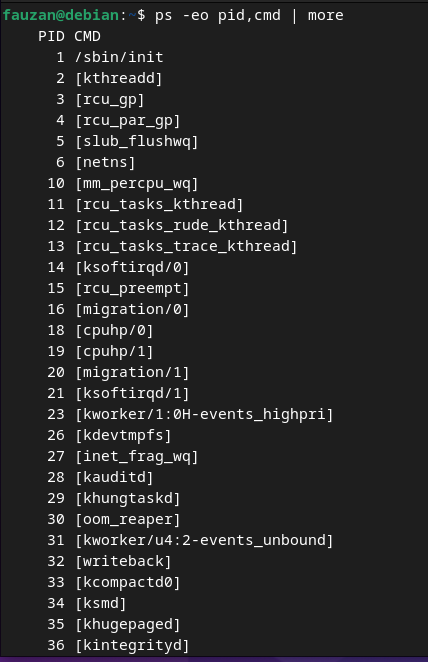 fauzan@debian:~$ ps -eo pid,cmd | more
PID CMD
1 /sbin/init
2 [kthreadd]
3 [rcu_gp]
4 [rcu_par_gp]
5 [slub_flushwq]
6 [netns]
10 [mm_percpu_wq]
11 [rcu_tasks_kthread]
12 [rcu_tasks_rude_kthread]
13 [rcu_tasks_trace_kthread]
14 [ksoftirqd/0]
15 [rcu_preempt]
16 [migration/0]
18 [cpuhp/0]
19 [cpuhp/1]
20 [migration/1]
21 [ksoftirqd/1]
23 [kworker/1:0H-events_highpri]
26 [kdevtmpfs]
27 [inet_frag_wq]
28 [kauditd]
29 [khungtaskd]
30 [oom_reaper]
31 [kworker/u4:2-events_unbound]
32 [writeback]
33 [kcompactd0]
34 [ksmd]
35 [khugepaged]
36 [kintegrityd]